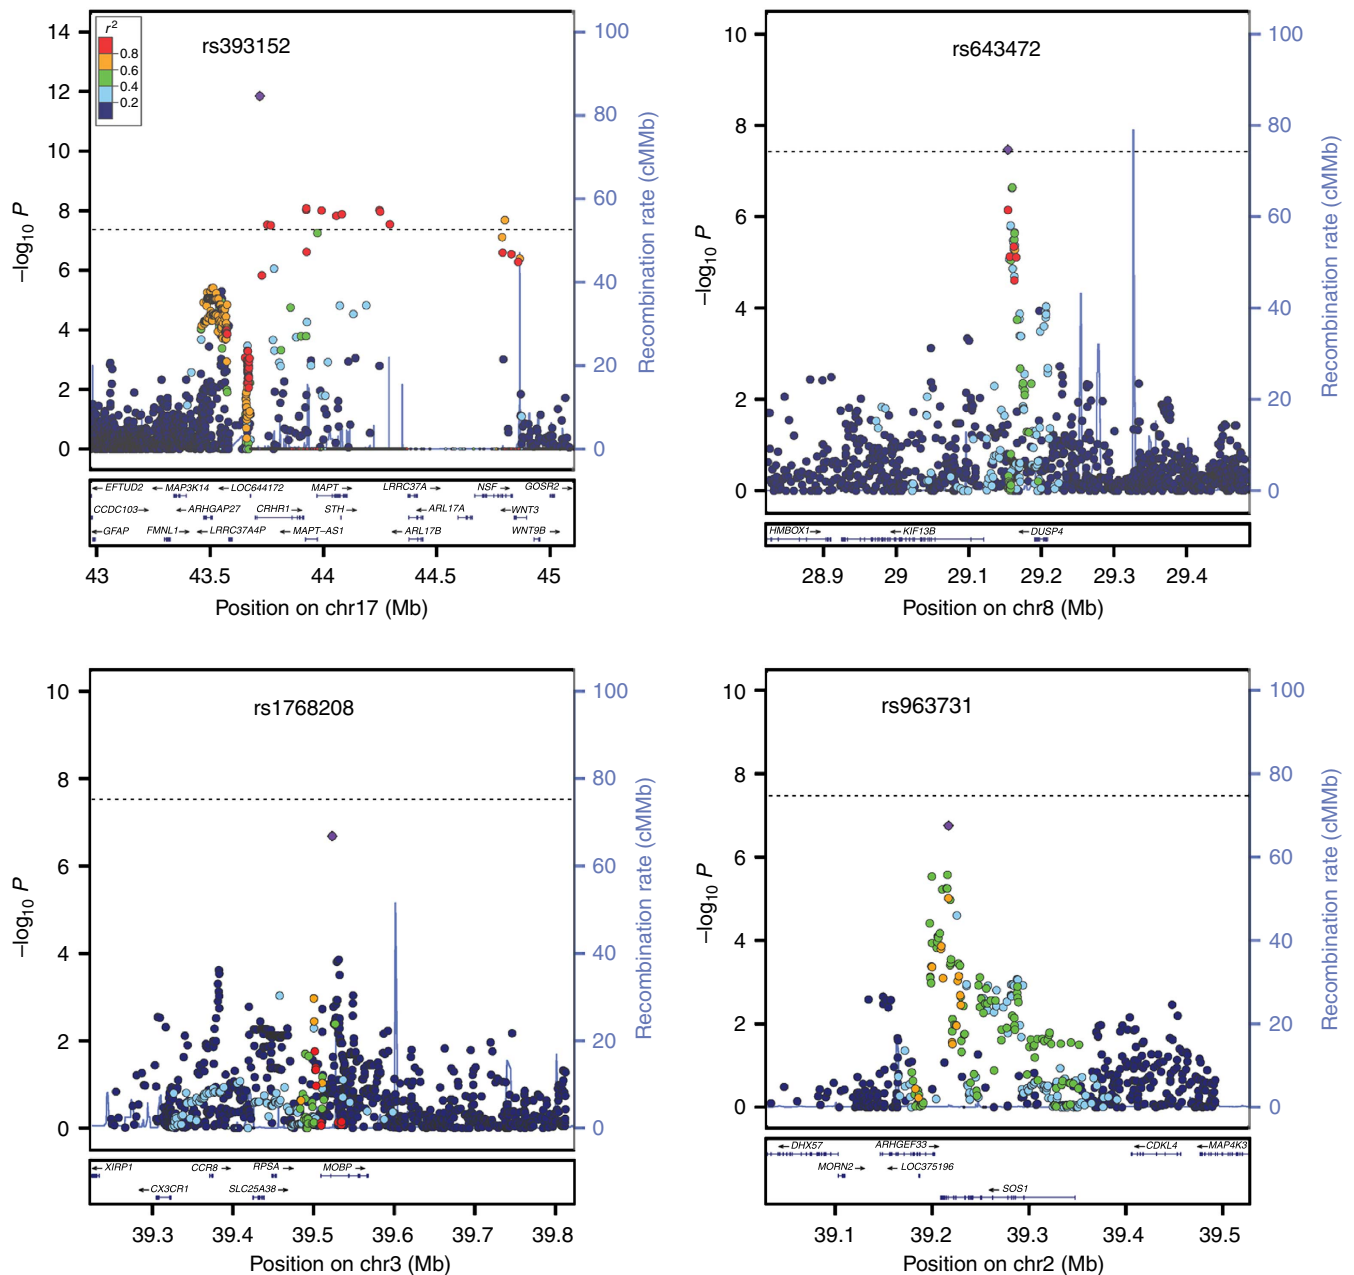 rs393152
r²
0.8
0.6
0.4
0.2
14
12
10
8
6
4
2
0
–log₁₀ P
100
80
60
40
20
0
Recombination rate (cMMb)
←EFTUD2 ←MAP3K14 ←LOC644172 MAPT→ LRRC37A→ NSF→ GOSR2→
CCDC103→ ←ARHGAP27 CRHR1→ STH→ ←ARL17A ←WNT3
←GFAP FMNL1→ ←LRRC37A4P ←MAPT–AS1 ←ARL17B WNT9B→
43 43.5 44 44.5 45
Position on chr17 (Mb)
rs643472
10
8
6
4
2
0
–log₁₀ P
100
80
60
40
20
0
Recombination rate (cMMb)
HMBOX1→ ←KIF13B ←DUSP4
28.9 29 29.1 29.2 29.3 29.4
Position on chr8 (Mb)
rs1768208
10
8
6
4
2
0
–log₁₀ P
100
80
60
40
20
0
Recombination rate (cMMb)
←XIRP1 CCR8→ RPSA→ MOBP→
←CX3CR1 SLC25A38→
39.3 39.4 39.5 39.6 39.7 39.8
Position on chr3 (Mb)
rs963731
10
8
6
4
2
0
–log₁₀ P
100
80
60
40
20
0
Recombination rate (cMMb)
←DHX57 ARHGEF33→ ←CDKL4 ←MAP4K3
MORN2→ ←LOC375196
←SOS1
39.1 39.2 39.3 39.4 39.5
Position on chr2 (Mb)